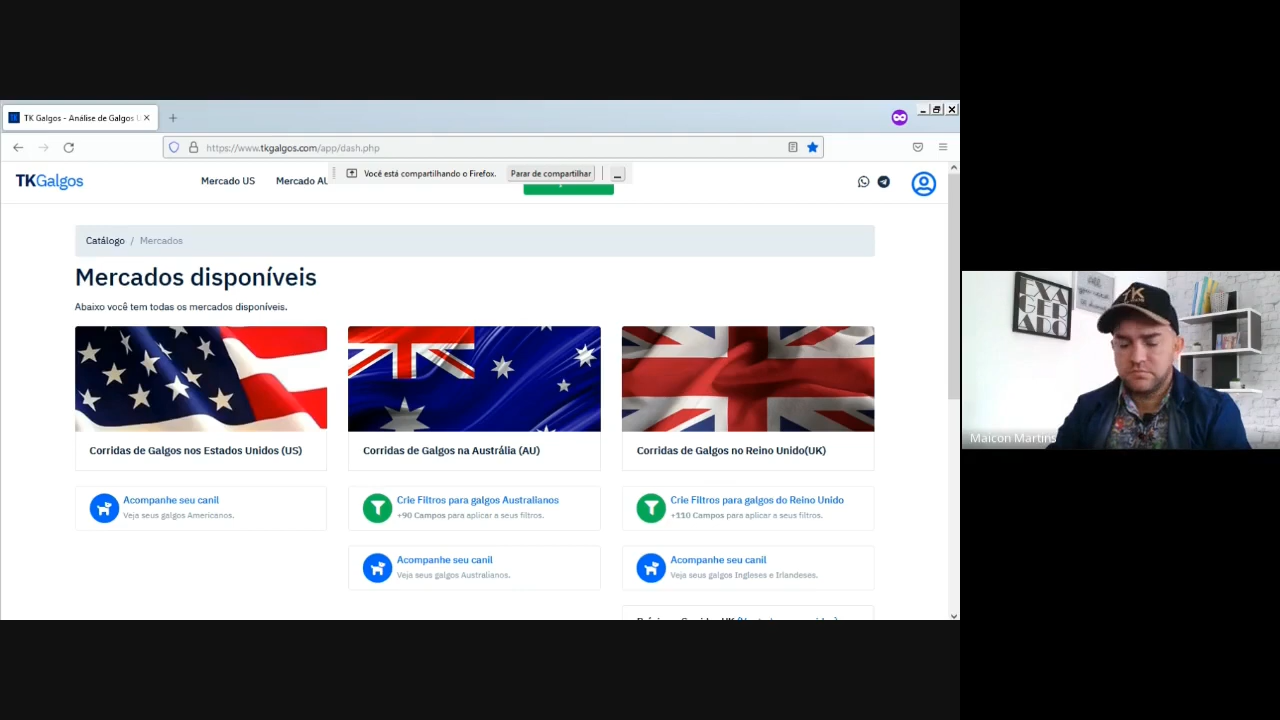 TK Galgos - Análise de Galgos U
https://www.tkgalgos.com/app/dash.php
Você está compartilhando o Firefox.
Parar de compartilhar
TKGalgos
Mercado US
Mercado AU
Catálogo / Mercados
Mercados disponíveis
Abaixo você tem todas os mercados disponíveis.
Corridas de Galgos nos Estados Unidos (US)
Acompanhe seu canil
Veja seus galgos Americanos.
Corridas de Galgos na Austrália (AU)
Crie Filtros para galgos Australianos
+90 Campos para aplicar a seus filtros.
Acompanhe seu canil
Veja seus galgos Australianos.
Corridas de Galgos no Reino Unido(UK)
Crie Filtros para galgos do Reino Unido
+110 Campos para aplicar a seus filtros.
Acompanhe seu canil
Veja seus galgos Ingleses e Irlandeses.
EXA
GER
ADO
TK
Maicon Martins